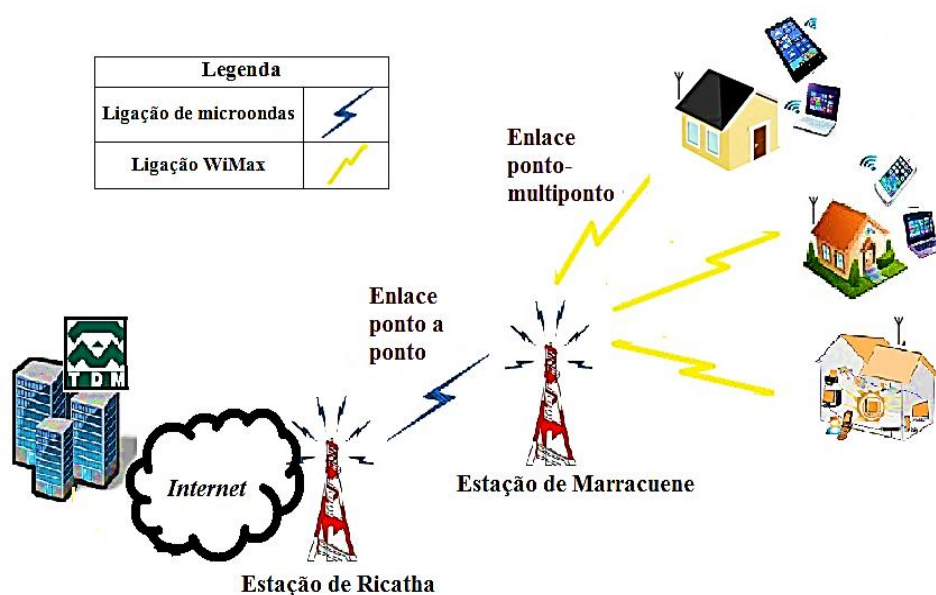 Legenda
Ligação de microondas
Ligação WiMax
Enlace
ponto-
multiponto
Enlace
ponto a
ponto
TDM
Internet
Estação de Marracuene
Estação de Ricatha